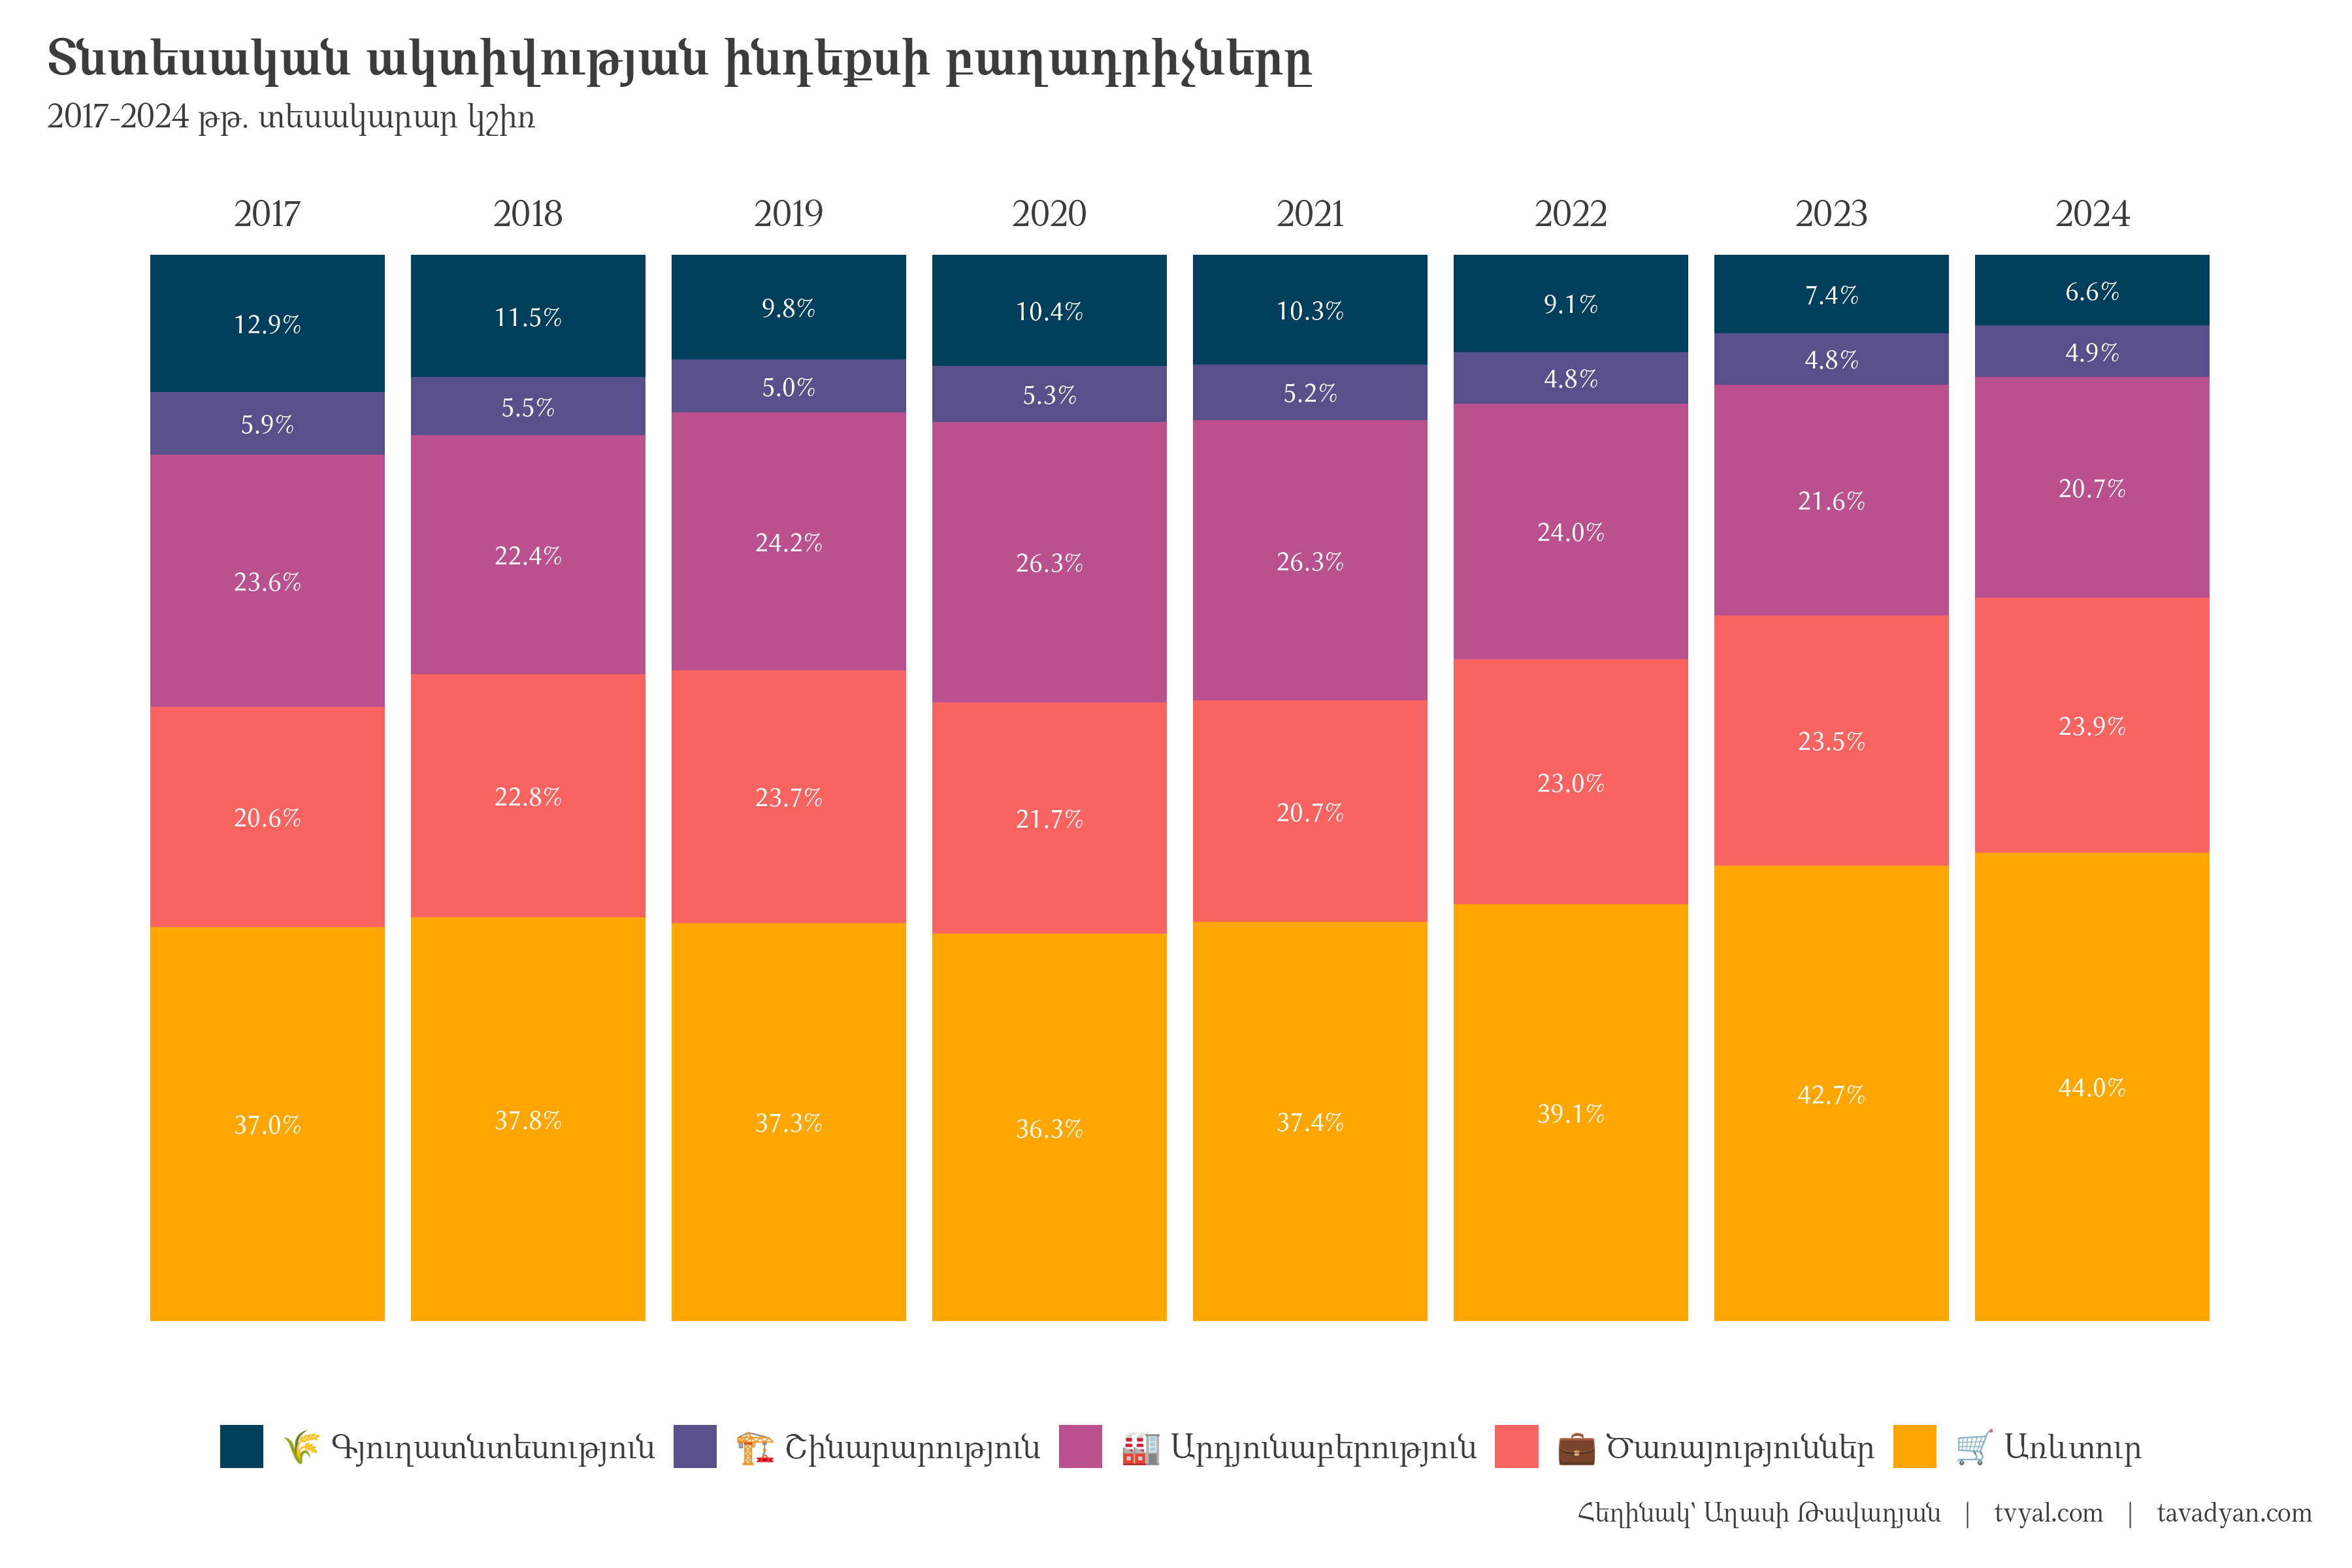 Տնտեսական ակտիվության ինդեքսի բաղադրիչները
2017-2024 թթ. տեսակարար կշիռ
2017 2018 2019 2020 2021 2022 2023 2024
12.9% 11.5% 9.8% 10.4% 10.3% 9.1% 7.4% 6.6%
5.9% 5.5% 5.0% 5.3% 5.2% 4.8% 4.8% 4.9%
23.6% 22.4% 24.2% 26.3% 26.3% 24.0% 21.6% 20.7%
20.6% 22.8% 23.7% 21.7% 20.7% 23.0% 23.5% 23.9%
37.0% 37.8% 37.3% 36.3% 37.4% 39.1% 42.7% 44.0%
Գյուղատնտեսություն Շինարարություն Արդյունաբերություն Ծառայություններ Առևտուր
Հեղինակ՝ Աղասի Թավադյան | tvyal.com | tavadyan.com